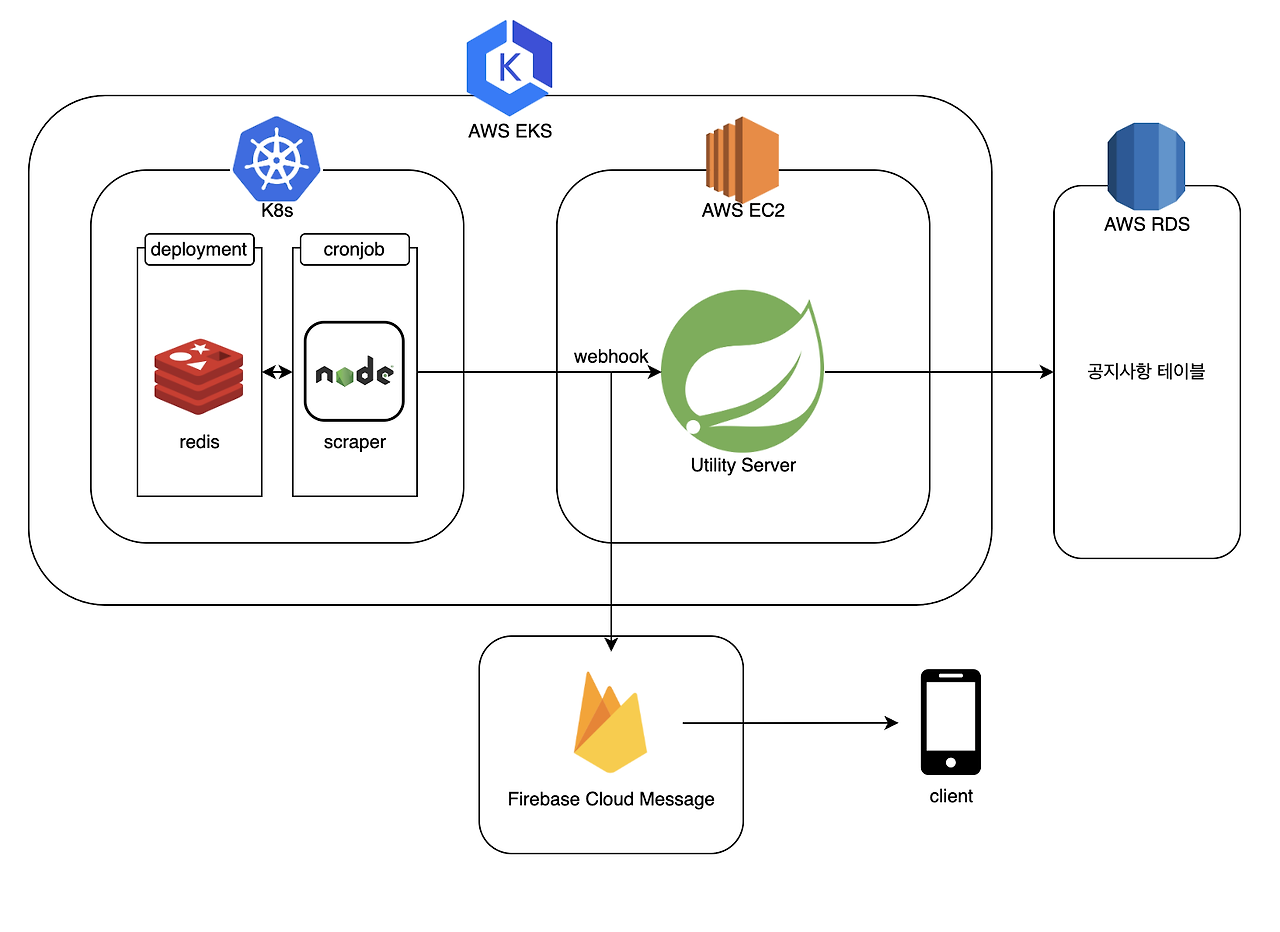 K
AWS EKS
K8s
AWS EC2
AWS RDS
deployment
cronjob
node
redis
scraper
webhook
Utility Server
공지사항 테이블
Firebase Cloud Message
client